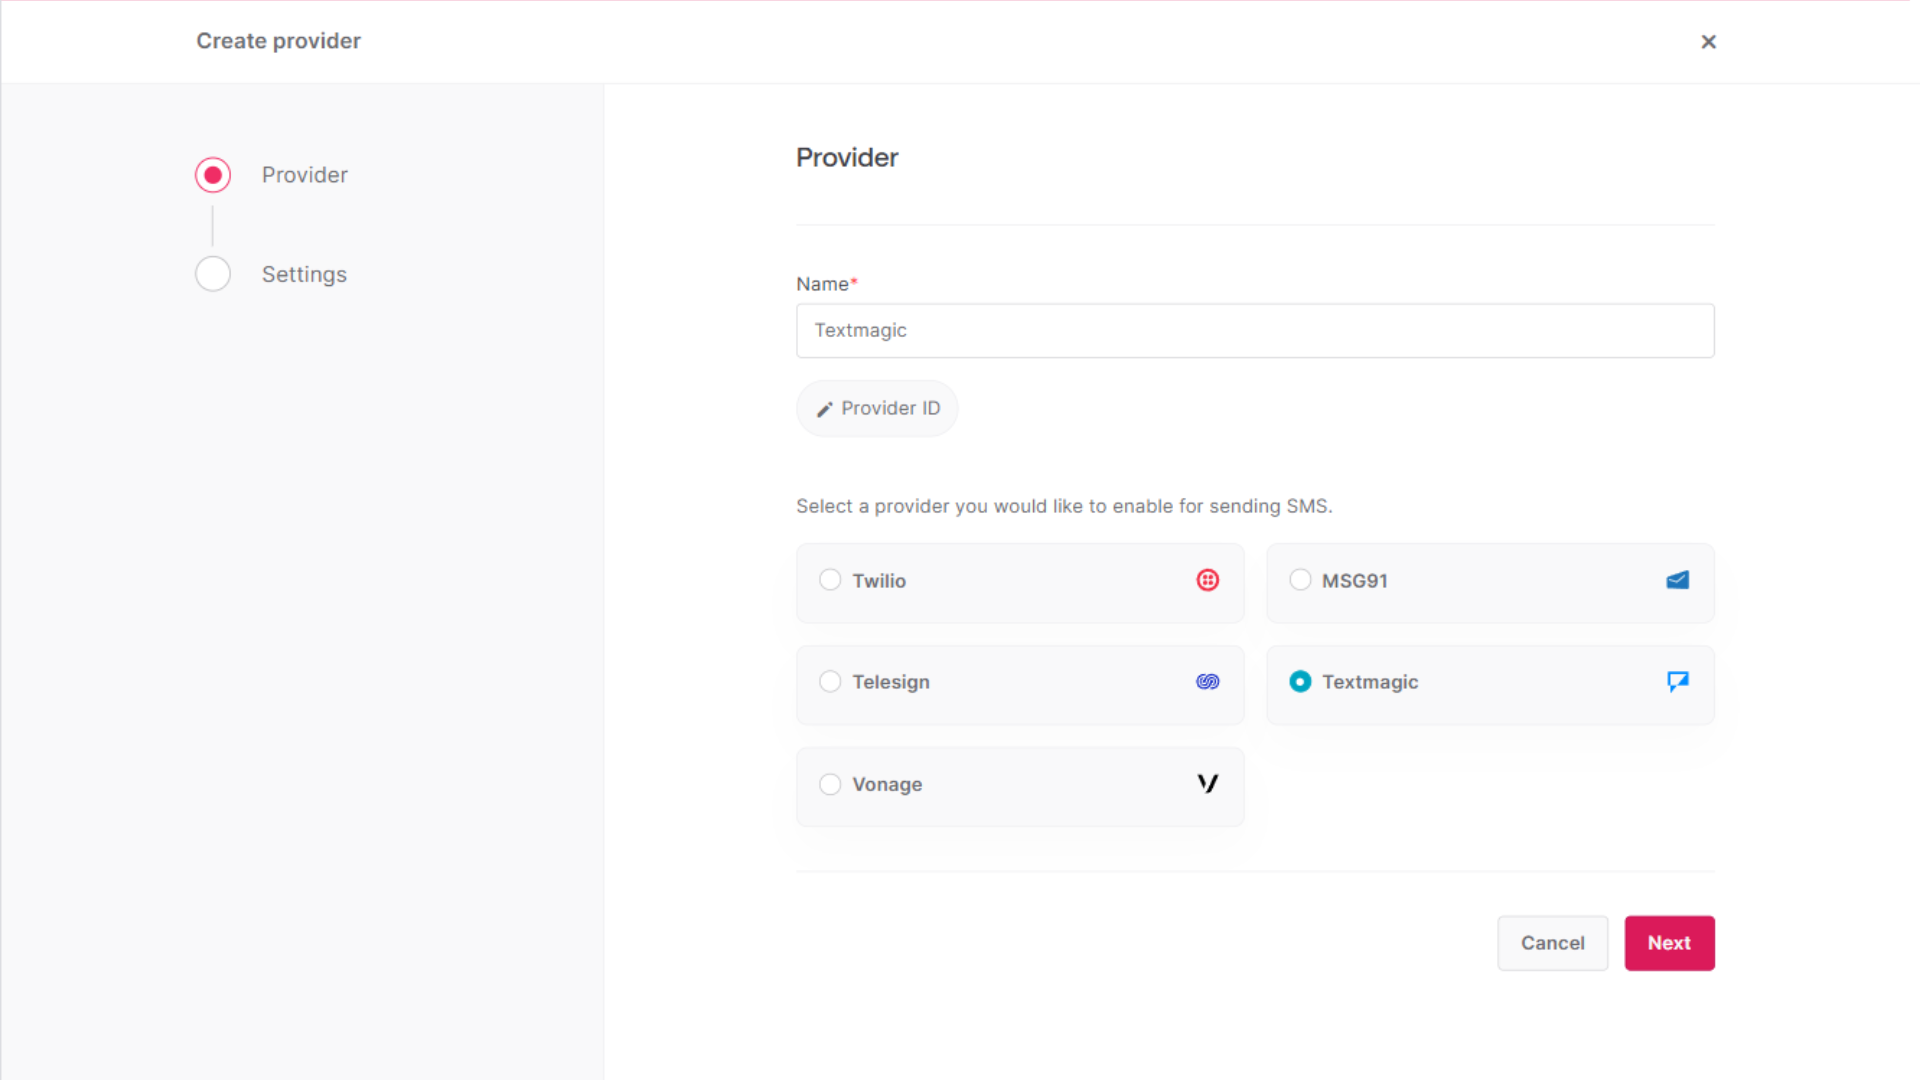 Create provider
Provider
Settings
Provider
Name*
Textmagic
Provider ID
Select a provider you would like to enable for sending SMS.
Twilio
MSG91
Telesign
Textmagic
Vonage
Cancel
Next